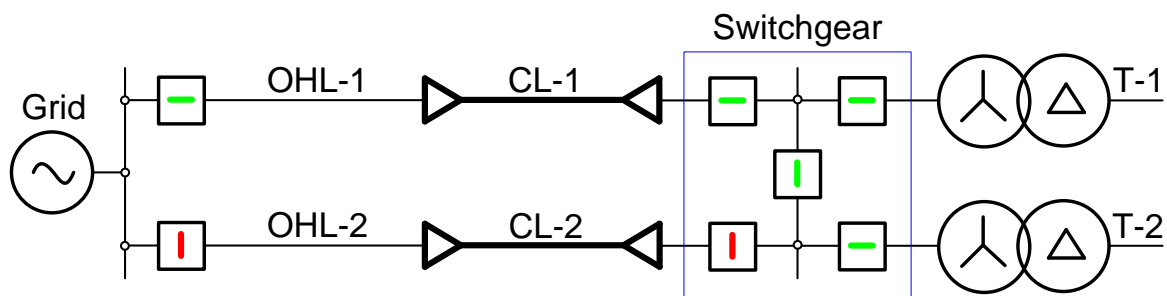 Switchgear
OHL-1
CL-1
T-1
Grid
OHL-2
CL-2
T-2